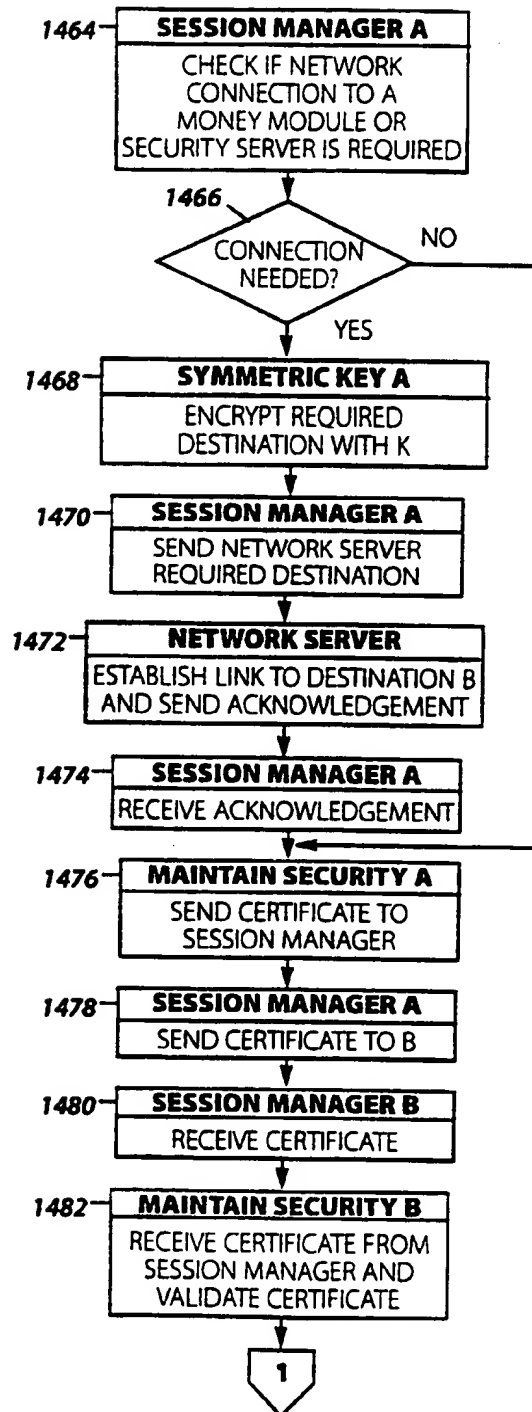 1464
SESSION MANAGER A
CHECK IF NETWORK
CONNECTION TO A
MONEY MODULE OR
SECURITY SERVER IS REQUIRED
1466
CONNECTION
NEEDED?
NO
YES
1468
SYMMETRIC KEY A
ENCRYPT REQUIRED
DESTINATION WITH K
1470
SESSION MANAGER A
SEND NETWORK SERVER
REQUIRED DESTINATION
1472
NETWORK SERVER
ESTABLISH LINK TO DESTINATION B
AND SEND ACKNOWLEDGEMENT
1474
SESSION MANAGER A
RECEIVE ACKNOWLEDGEMENT
1476
MAINTAIN SECURITY A
SEND CERTIFICATE TO
SESSION MANAGER
1478
SESSION MANAGER A
SEND CERTIFICATE TO B
1480
SESSION MANAGER B
RECEIVE CERTIFICATE
1482
MAINTAIN SECURITY B
RECEIVE CERTIFICATE FROM
SESSION MANAGER AND
VALIDATE CERTIFICATE
1